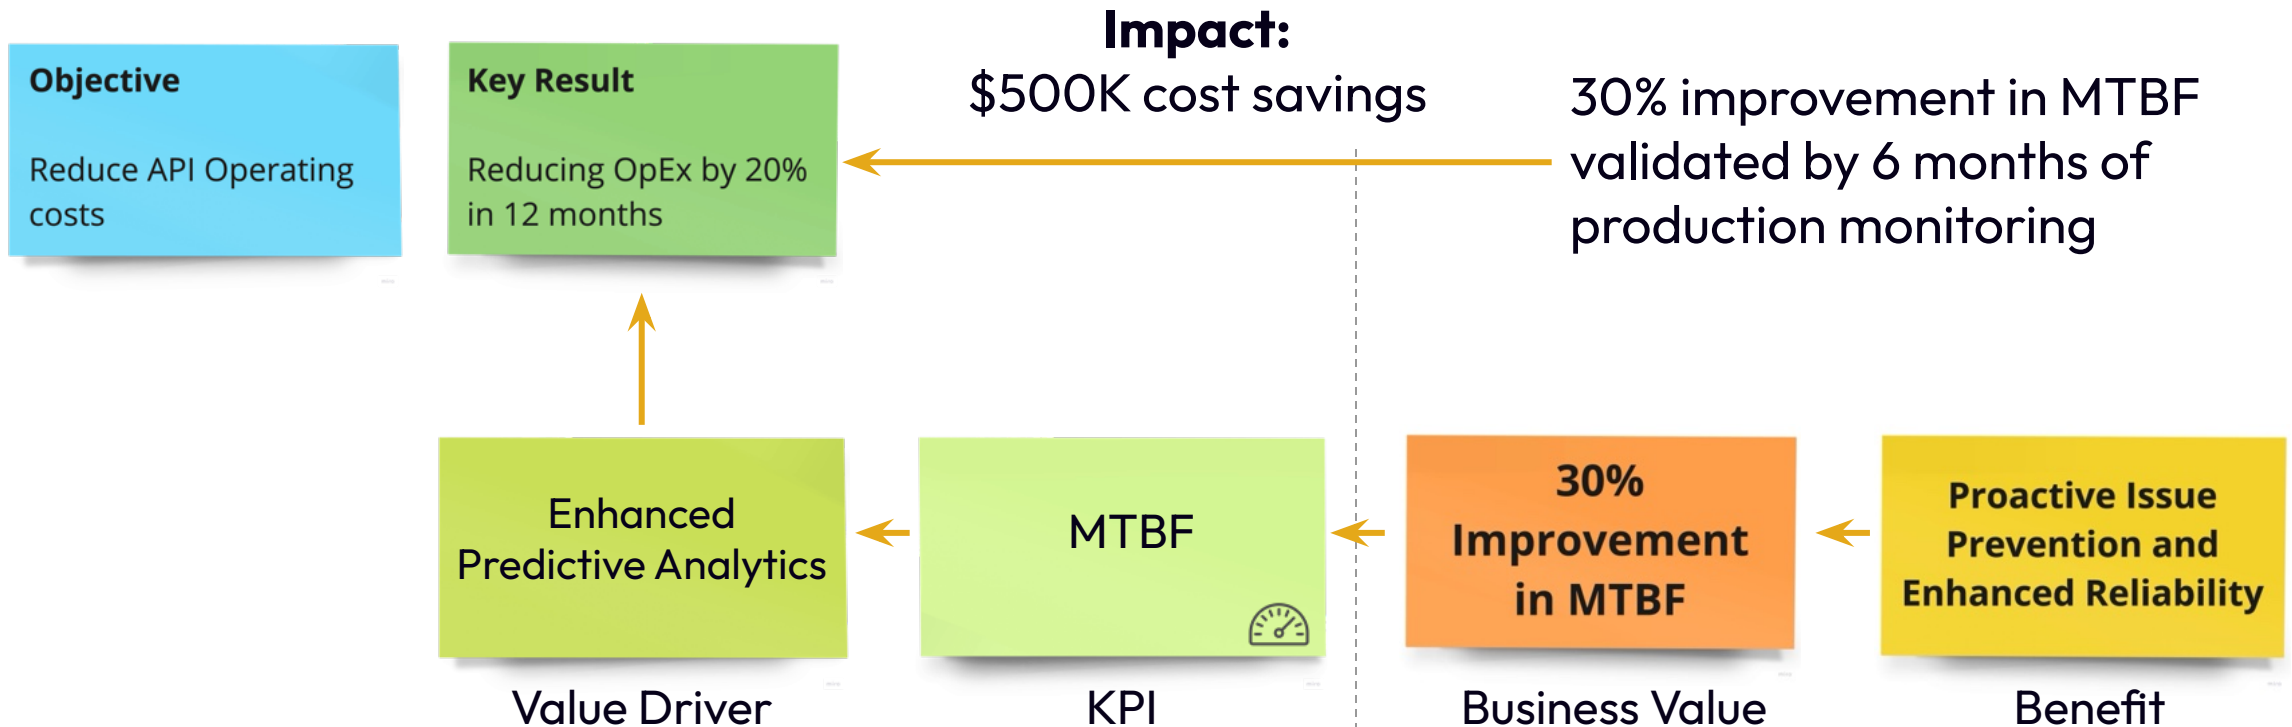 Impact:
$500K cost savings
Objective
Reduce API Operating
costs
Key Result
Reducing OpEx by 20%
in 12 months
30% improvement in MTBF
validated by 6 months of
production monitoring
Enhanced
Predictive Analytics
MTBF
30%
Improvement
in MTBF
Proactive Issue
Prevention and
Enhanced Reliability
Value Driver
KPI
Business Value
Benefit